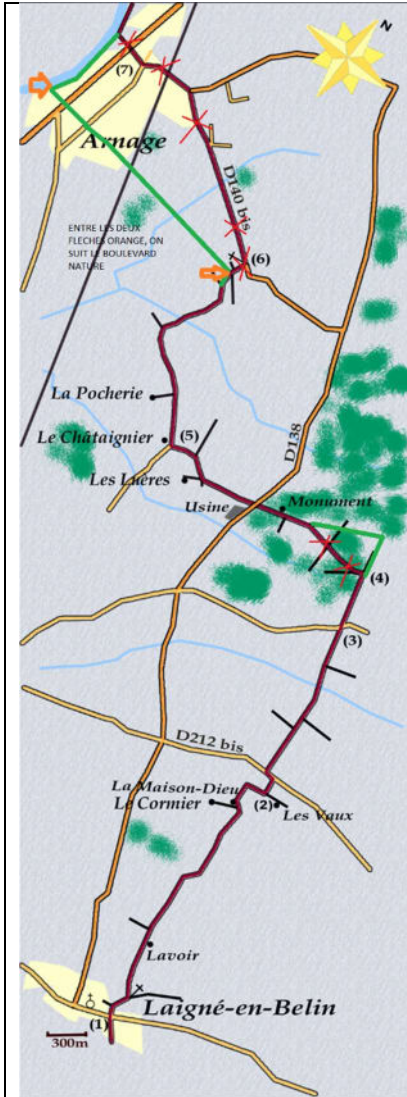 N
(7)
Arnage
D140 bis
ENTRE LES DEUX
FLECHES ORANGE, ON
SUIT LE BOULEVARD
NATURE
(6)
La Pocherie
D138
Le Châtaignier
(5)
Les Luères
Usine
Monument
(4)
(3)
D212 bis
La Maison-Dieu
Le Cormier
(2)
Les Vaux
Lavoir
Laigné-en-Belin
(1)
300m